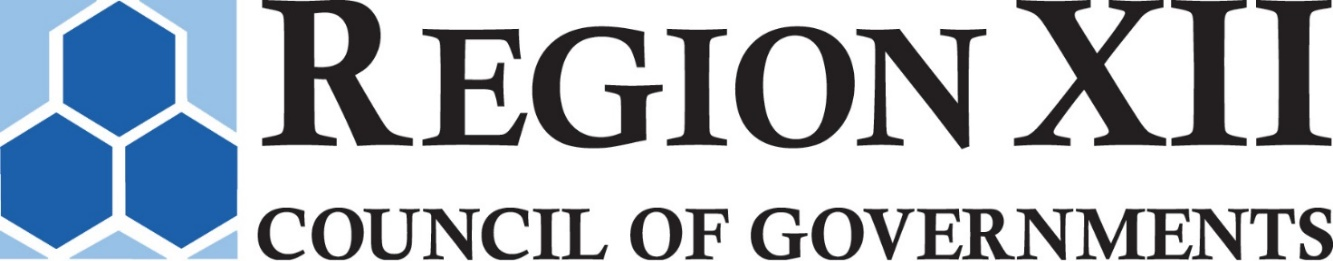 REGION XII
COUNCIL OF GOVERNMENTS